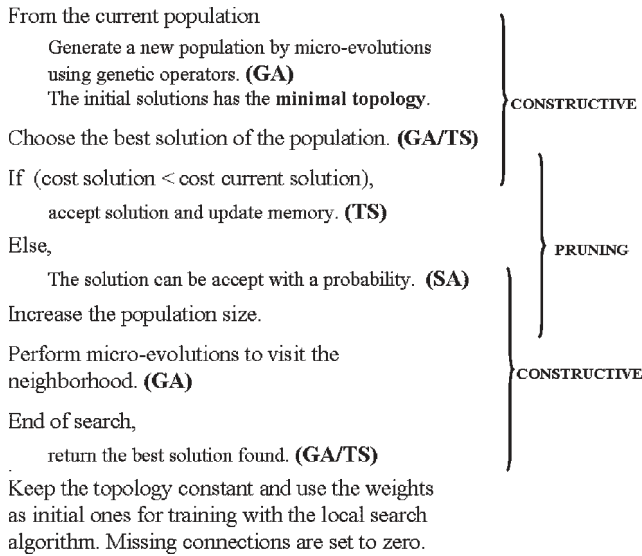 From the current population
Generate a new population by micro-evolutions
using genetic operators. (GA)
The initial solutions has the minimal topology.
CONSTRUCTIVE
Choose the best solution of the population. (GA/TS)
If (cost solution < cost current solution),
accept solution and update memory. (TS)
Else,
PRUNING
The solution can be accept with a probability. (SA)
Increase the population size.
Perform micro-evolutions to visit the
neighborhood. (GA)
CONSTRUCTIVE
End of search,
return the best solution found. (GA/TS)
Keep the topology constant and use the weights
as initial ones for training with the local search
algorithm. Missing connections are set to zero.